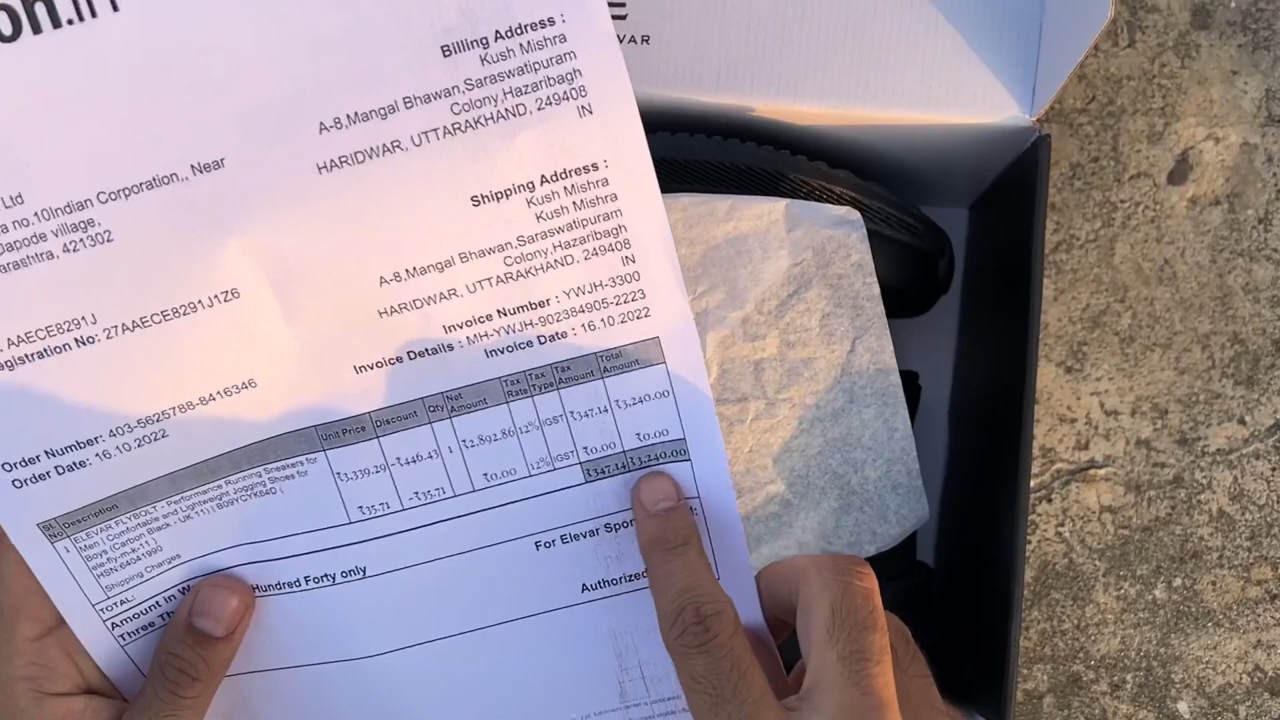 on.in
VAR
Billing Address :
Kush Mishra
A-8,Mangal Bhawan,Saraswatipuram
Colony,Hazaribagh
HARIDWAR, UTTARAKHAND, 249408
IN
Ltd
a no.10Indian Corporation,, Near
apode village,
arashtra, 421302
Shipping Address :
Kush Mishra
Kush Mishra
A-8,Mangal Bhawan,Saraswatipuram
Colony,Hazaribagh
HARIDWAR, UTTARAKHAND, 249408
IN
AAECE8291J
egistration No: 27AAECE8291J1Z6
Invoice Number : YWJH-3300
Invoice Details : MH-YWJH-902384905-2223
Invoice Date : 16.10.2022
Order Number: 403-5625788-8416346
Order Date: 16.10.2022
Sl. No Description Unit Price Discount Qty Net Amount Tax Rate Tax Type Tax Amount Total Amount
1 ELEVAR FLYBOLT - Performance Running Sneakers for
Men | Comfortable and Lightweight Jogging Shoes for
Boys (Carbon Black - UK 11) | B09YCYK64D (
ele-fly-m-k-11 )
HSN:64041990
₹3,339.29 -₹446.43 1 ₹2,892.86 12% IGST ₹347.14 ₹3,240.00
Shipping Charges ₹35.71 -₹35.71 ₹0.00 12% IGST ₹0.00 ₹0.00
TOTAL: ₹347.14 ₹3,240.00
Amount in W
Three Th Hundred Forty only
For Elevar Spor
Authorized